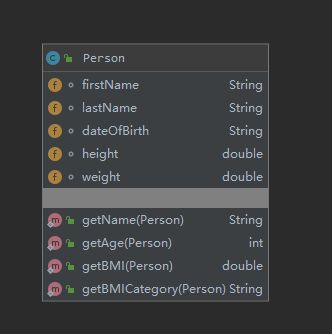 Person
firstName String
lastName String
dateOfBirth String
height double
weight double
getName(Person) String
getAge(Person) int
getBMI(Person) double
getBMICategory(Person) String